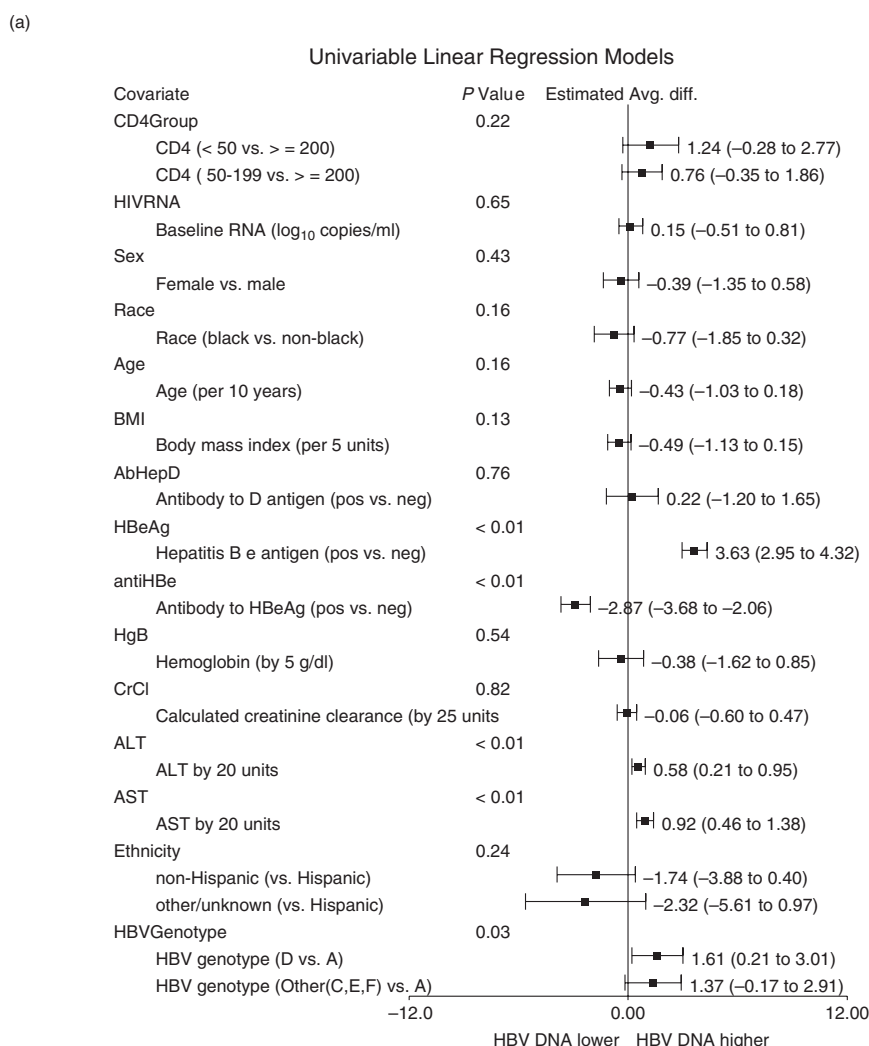 (a)
Univariable Linear Regression Models
Covariate P Value Estimated Avg. diff.
CD4Group 0.22
CD4 (< 50 vs. > = 200) 1.24 (−0.28 to 2.77)
CD4 ( 50-199 vs. > = 200) 0.76 (−0.35 to 1.86)
HIVRNA 0.65
Baseline RNA (log10 copies/ml) 0.15 (−0.51 to 0.81)
Sex 0.43
Female vs. male −0.39 (−1.35 to 0.58)
Race 0.16
Race (black vs. non-black) −0.77 (−1.85 to 0.32)
Age 0.16
Age (per 10 years) −0.43 (−1.03 to 0.18)
BMI 0.13
Body mass index (per 5 units) −0.49 (−1.13 to 0.15)
AbHepD 0.76
Antibody to D antigen (pos vs. neg) 0.22 (−1.20 to 1.65)
HBeAg < 0.01
Hepatitis B e antigen (pos vs. neg) 3.63 (2.95 to 4.32)
antiHBe < 0.01
Antibody to HBeAg (pos vs. neg) −2.87 (−3.68 to −2.06)
HgB 0.54
Hemoglobin (by 5 g/dl) −0.38 (−1.62 to 0.85)
CrCl 0.82
Calculated creatinine clearance (by 25 units −0.06 (−0.60 to 0.47)
ALT < 0.01
ALT by 20 units 0.58 (0.21 to 0.95)
AST < 0.01
AST by 20 units 0.92 (0.46 to 1.38)
Ethnicity 0.24
non-Hispanic (vs. Hispanic) −1.74 (−3.88 to 0.40)
other/unknown (vs. Hispanic) −2.32 (−5.61 to 0.97)
HBVGenotype 0.03
HBV genotype (D vs. A) 1.61 (0.21 to 3.01)
HBV genotype (Other(C,E,F) vs. A) 1.37 (−0.17 to 2.91)
−12.0 0.00 12.00
HBV DNA lower HBV DNA higher